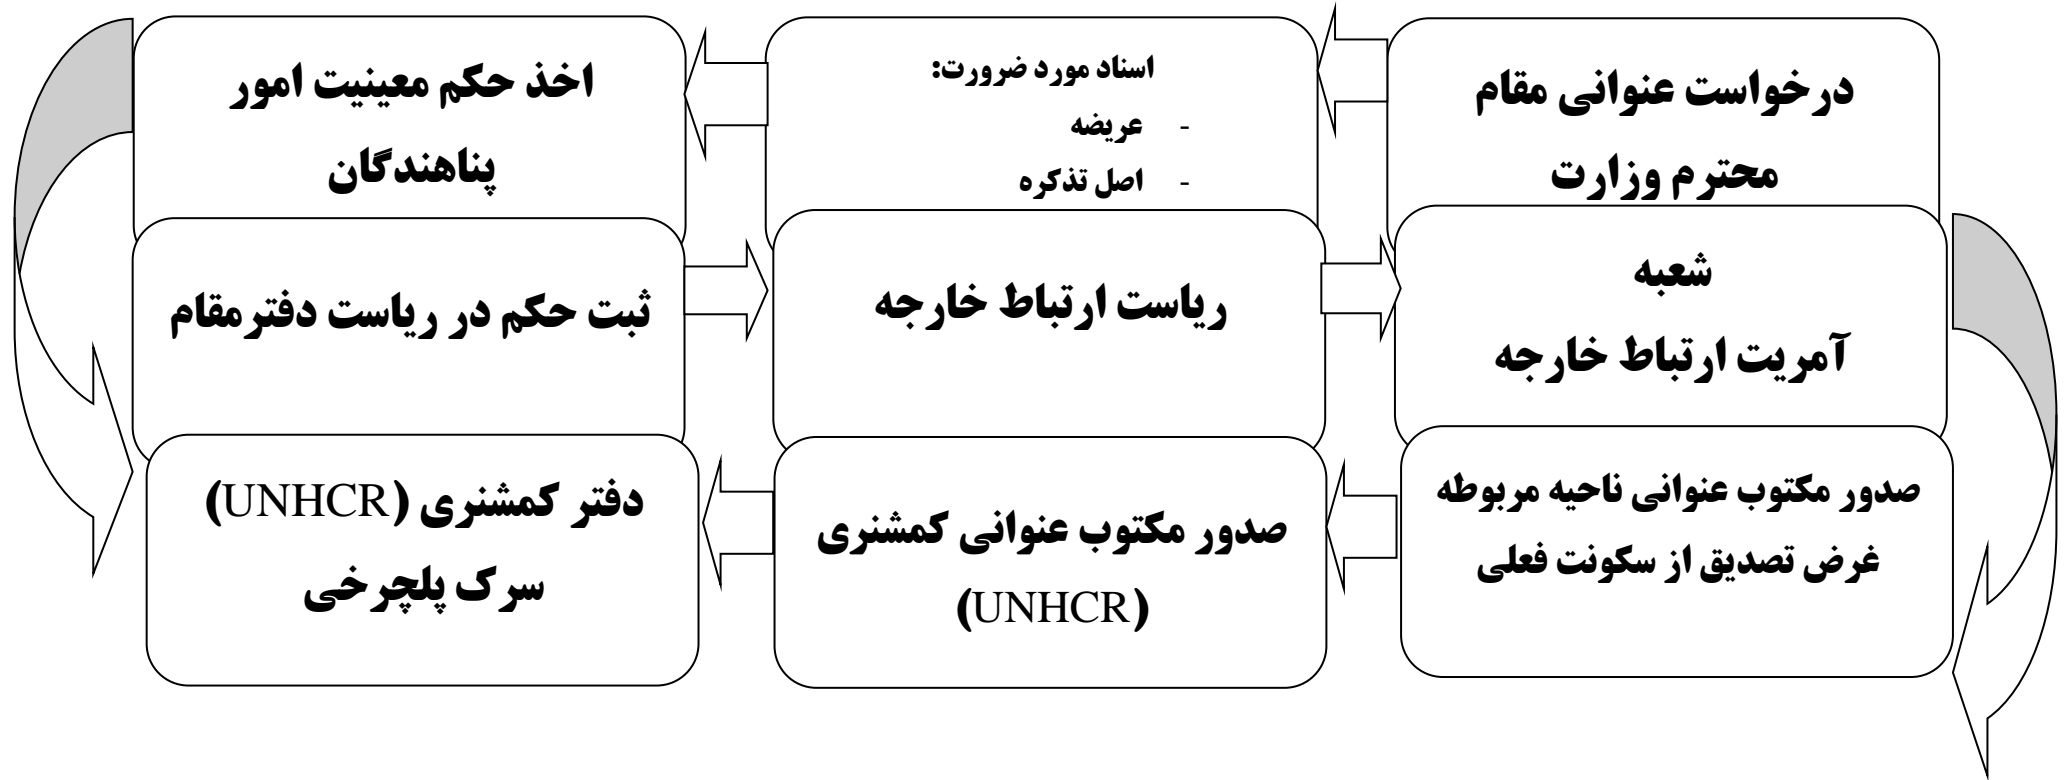 درخواست عنوانی مقام
محترم وزارت
اسناد مورد ضرورت:
- عریضه
- اصل تذکره
اخذ حکم معینیت امور
پناهندگان
ثبت حکم در ریاست دفترمقام
ریاست ارتباط خارجه
شعبه
آمریت ارتباط خارجه
صدور مکتوب عنوانی ناحیه مربوطه
غرض تصدیق از سکونت فعلی
صدور مکتوب عنوانی کمشنری
(UNHCR)
دفتر کمشنری (UNHCR)
سرک پلچرخی